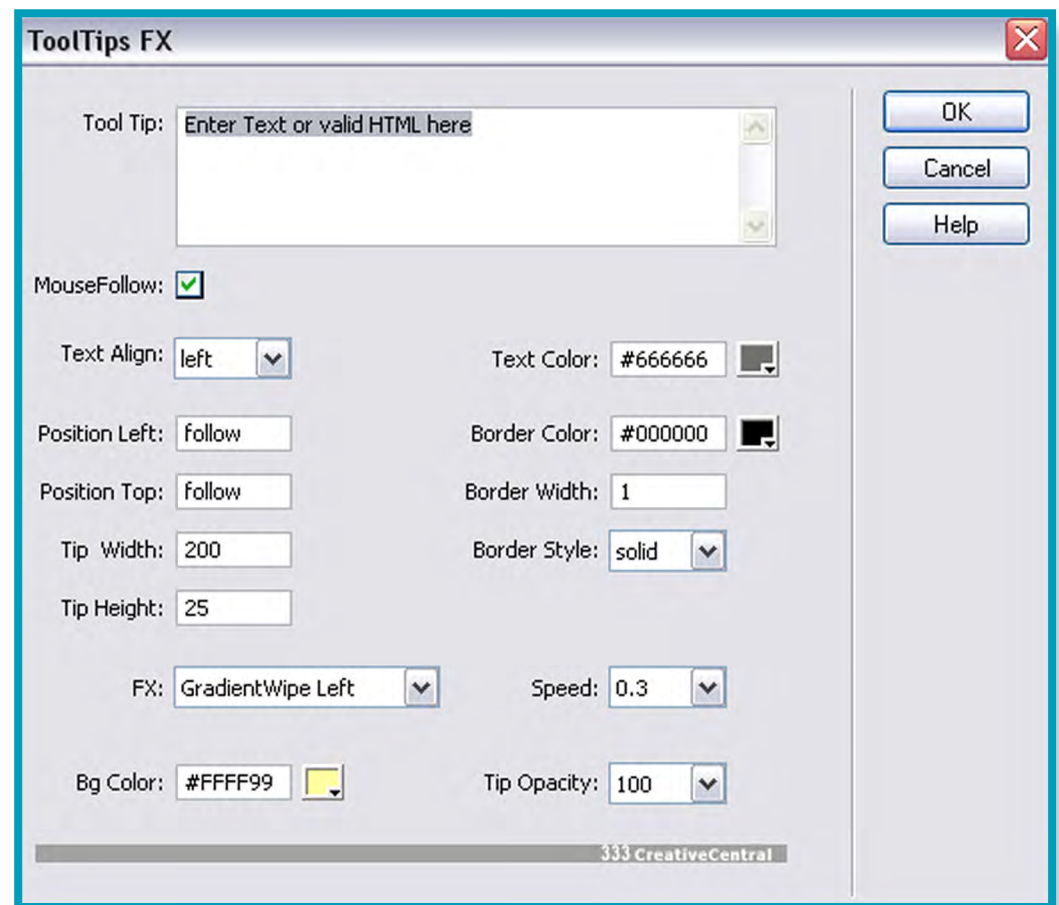 ToolTips FX
Tool Tip: Enter Text or valid HTML here
OK
Cancel
Help
MouseFollow:
Text Align: left
Text Color: #666666
Position Left: follow
Border Color: #000000
Position Top: follow
Border Width: 1
Tip Width: 200
Border Style: solid
Tip Height: 25
FX: GradientWipe Left
Speed: 0.3
Bg Color: #FFFF99
Tip Opacity: 100
333 CreativeCentral